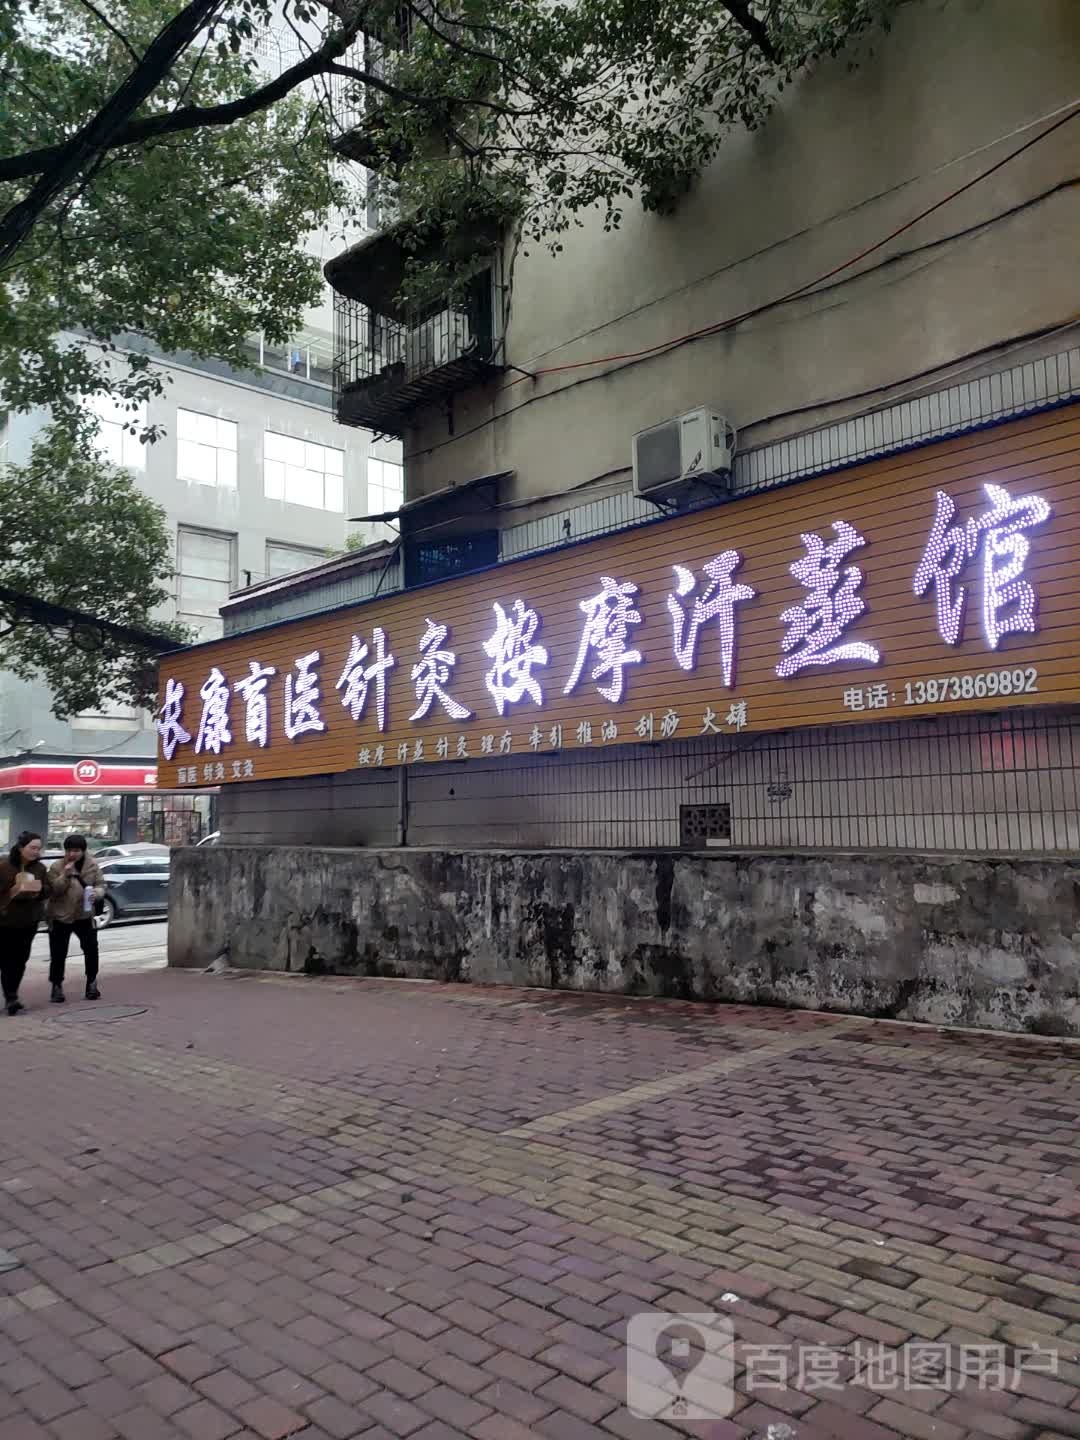 长康盲医针灸按摩汗蒸馆
电话:13873869892
盲医 针灸 艾灸
按摩 汗蒸 针灸 理疗 牵引 推油 刮痧 火罐
百度地图用户